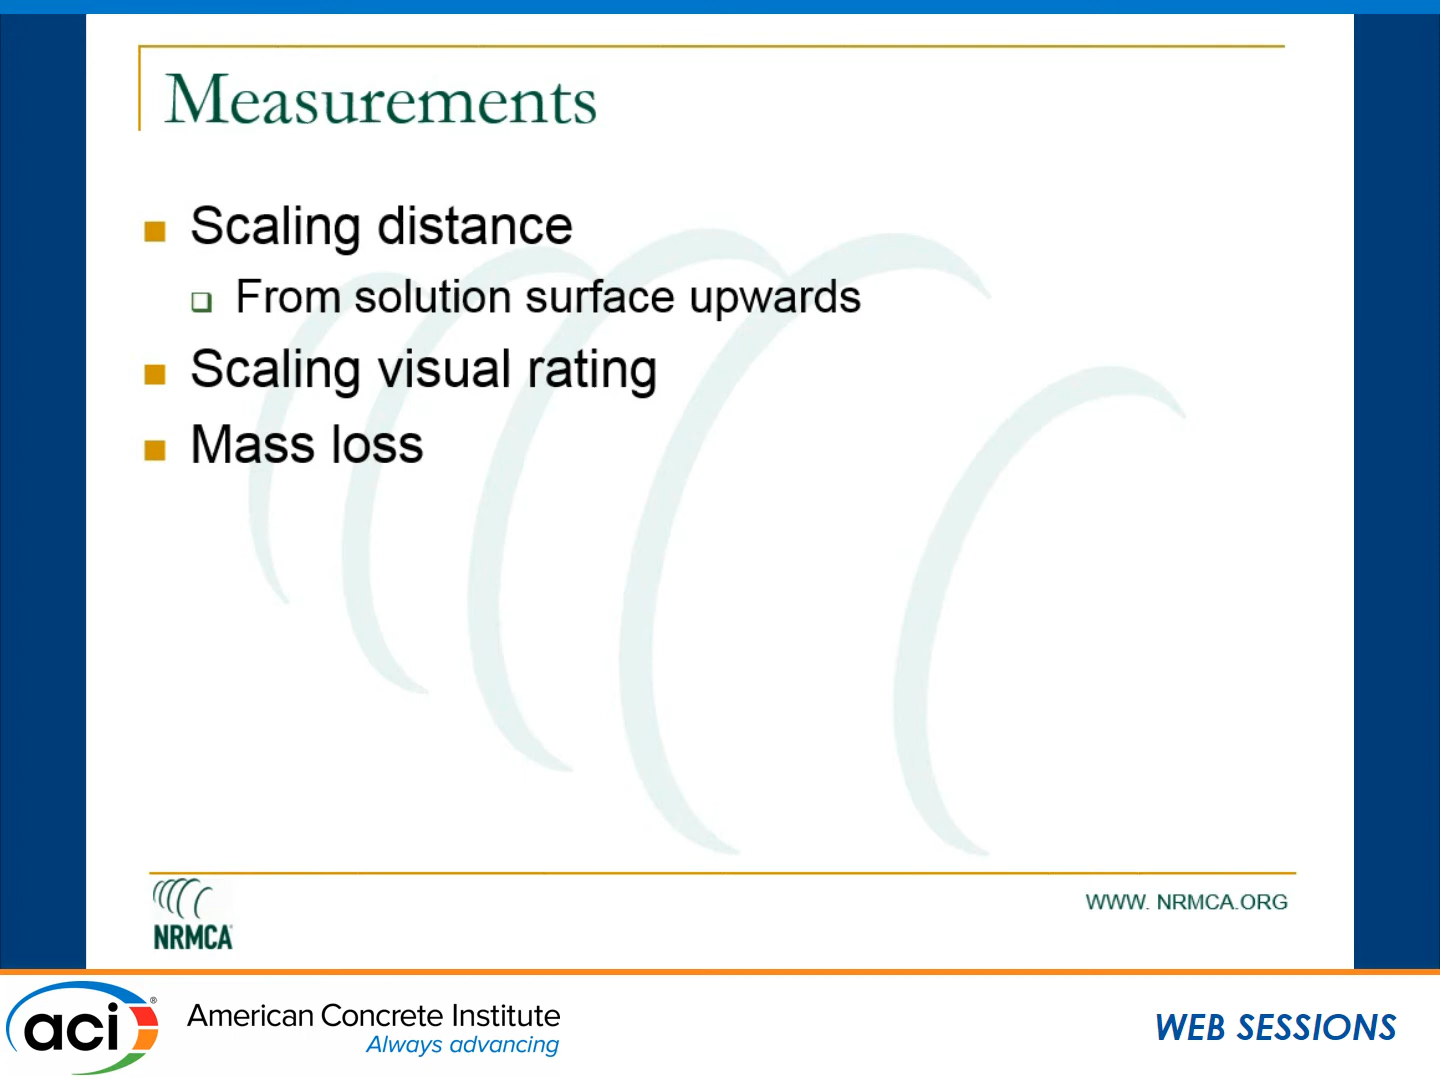 Measurements
Scaling distance
From solution surface upwards
Scaling visual rating
Mass loss
NRMCA
WWW. NRMCA.ORG
aci®
American Concrete Institute
Always advancing
WEB SESSIONS